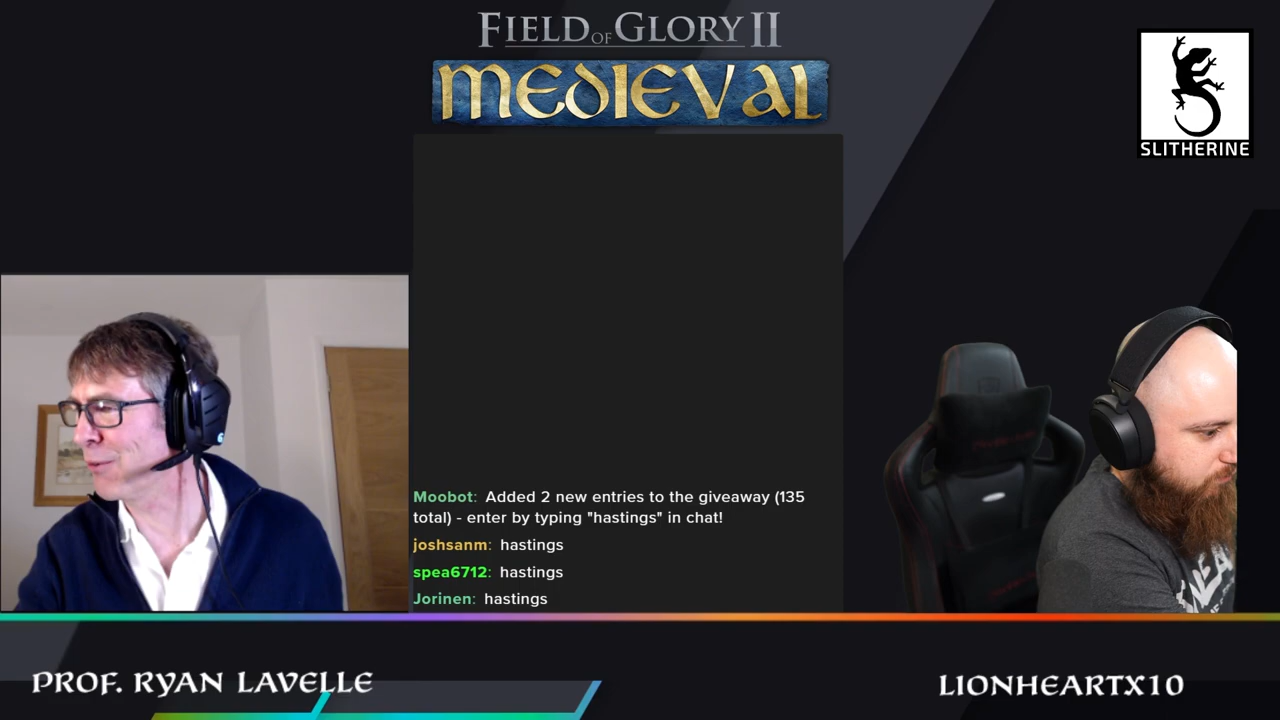 FIELD OF GLORY II
MEDIEVAL
SLITHERINE
Moobot: Added 2 new entries to the giveaway (135
total) - enter by typing "hastings" in chat!
joshsanm: hastings
spea6712: hastings
Jorinen: hastings
PROF. RYAN LAVELLE
LIONHEARTX10